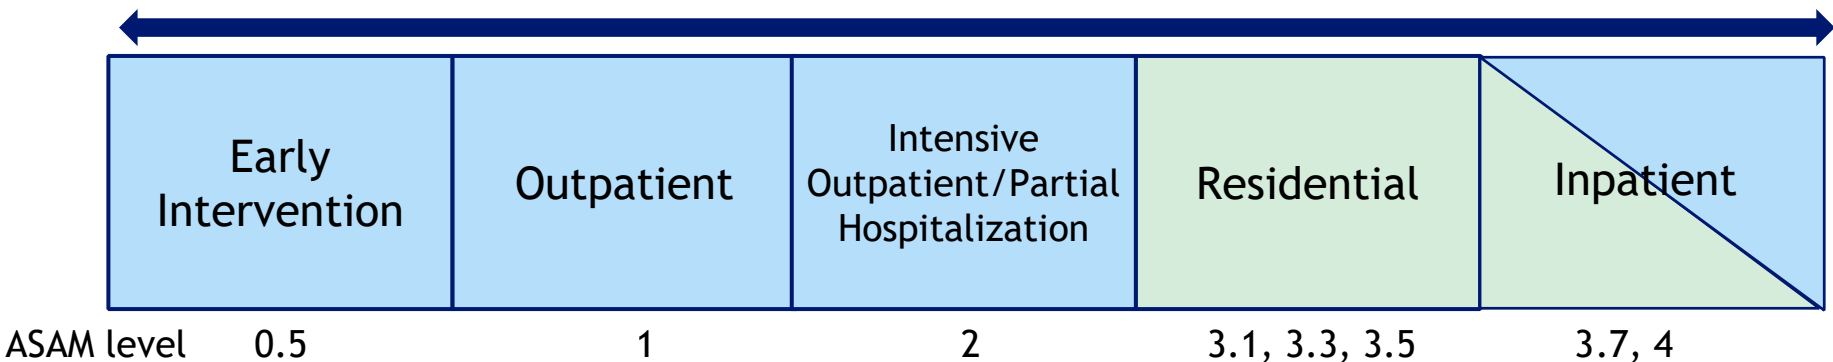 Early
Intervention
Outpatient
Intensive
Outpatient/Partial
Hospitalization
Residential
Inpatient
ASAM level 0.5 1 2 3.1, 3.3, 3.5 3.7, 4